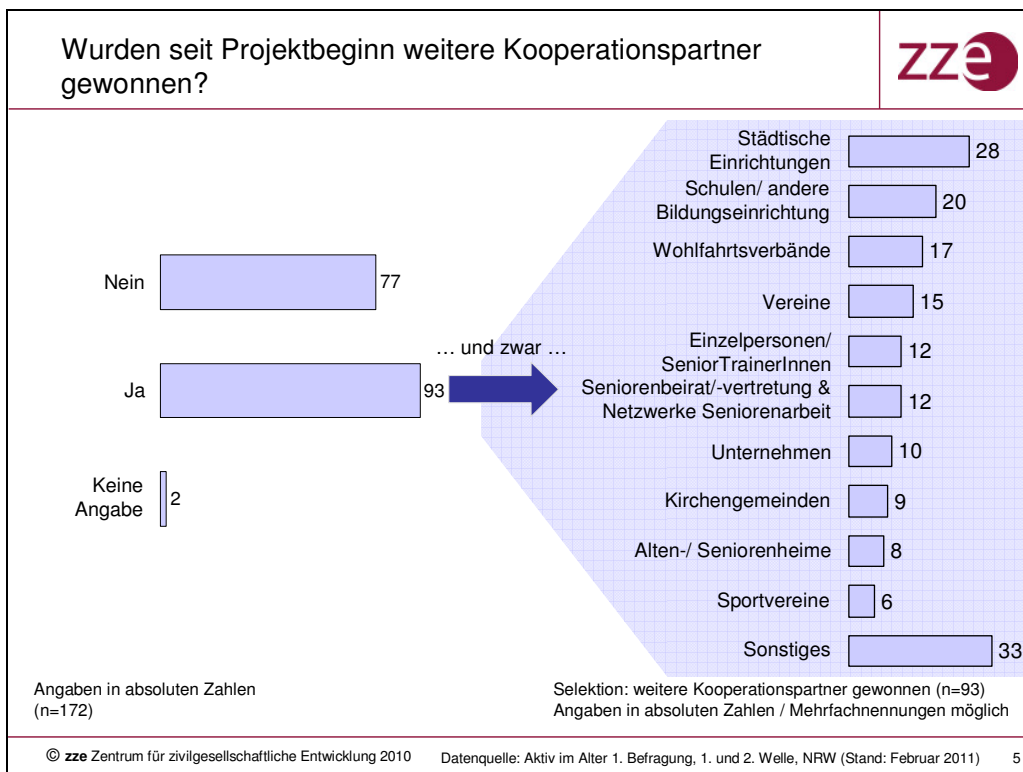 Wurden seit Projektbeginn weitere Kooperationspartner
gewonnen?
zze
Nein
77
… und zwar …
Ja
93
Keine
Angabe
2
Städtische
Einrichtungen
28
Schulen/ andere
Bildungseinrichtung
20
Wohlfahrtsverbände
17
Vereine
15
Einzelpersonen/
SeniorTrainerInnen
12
Seniorenbeirat/-vertretung &
Netzwerke Seniorenarbeit
12
Unternehmen
10
Kirchengemeinden
9
Alten-/ Seniorenheime
8
Sportvereine
6
Sonstiges
33
Angaben in absoluten Zahlen
(n=172)
Selektion: weitere Kooperationspartner gewonnen (n=93)
Angaben in absoluten Zahlen / Mehrfachnennungen möglich
© zze Zentrum für zivilgesellschaftliche Entwicklung 2010
Datenquelle: Aktiv im Alter 1. Befragung, 1. und 2. Welle, NRW (Stand: Februar 2011)
5